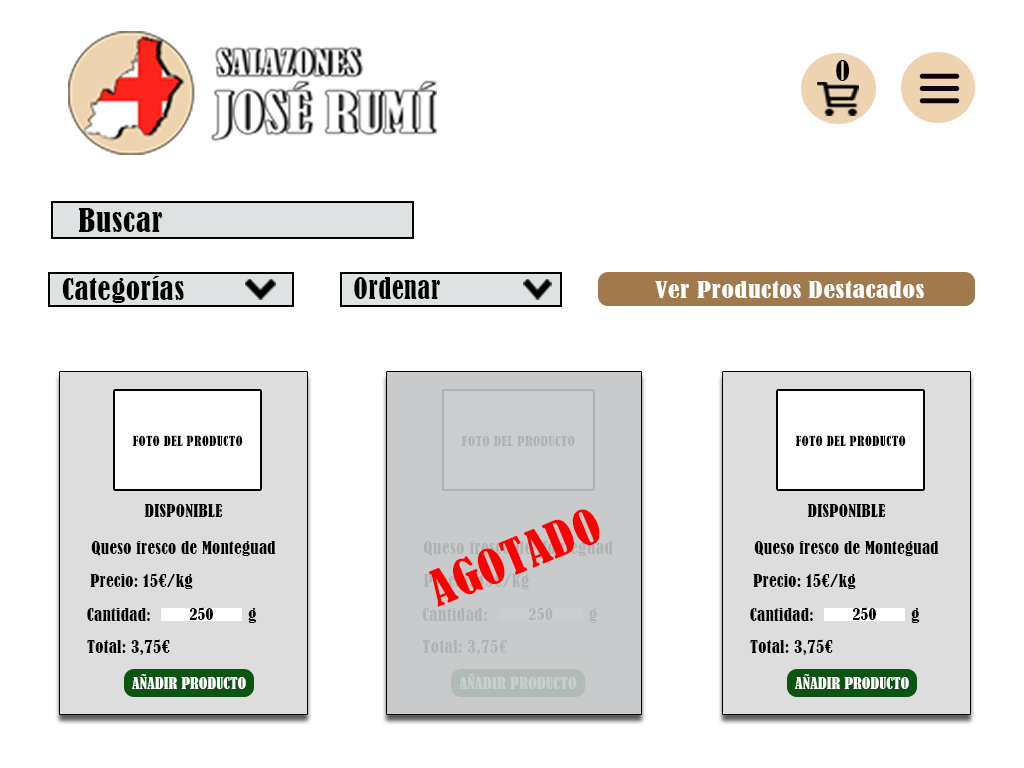 SALAZONES
JOSÉ RUMÍ
0
Buscar
Categorías
Ordenar
Ver Productos Destacados
FOTO DEL PRODUCTO
DISPONIBLE
Queso fresco de Monteguad
Precio: 15€/kg
Cantidad: 250 g
Total: 3,75€
AÑADIR PRODUCTO
FOTO DEL PRODUCTO
AGOTADO
Queso fresco de Monteguad
Cantidad: 250 g
Total: 3,75€
AÑADIR PRODUCTO
FOTO DEL PRODUCTO
DISPONIBLE
Queso fresco de Monteguad
Precio: 15€/kg
Cantidad: 250 g
Total: 3,75€
AÑADIR PRODUCTO